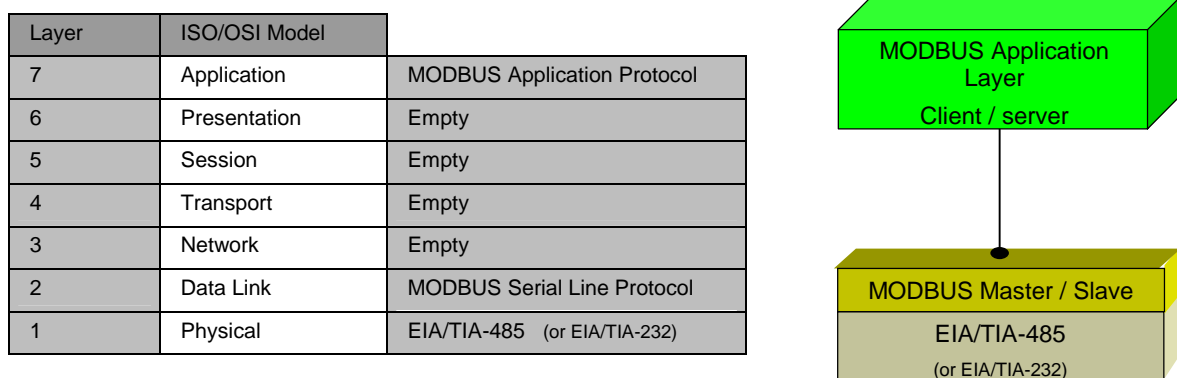 Layer ISO/OSI Model
7 Application MODBUS Application Protocol
6 Presentation Empty
5 Session Empty
4 Transport Empty
3 Network Empty
2 Data Link MODBUS Serial Line Protocol
1 Physical EIA/TIA-485 (or EIA/TIA-232)
MODBUS Application
Layer
Client / server
MODBUS Master / Slave
EIA/TIA-485
(or EIA/TIA-232)